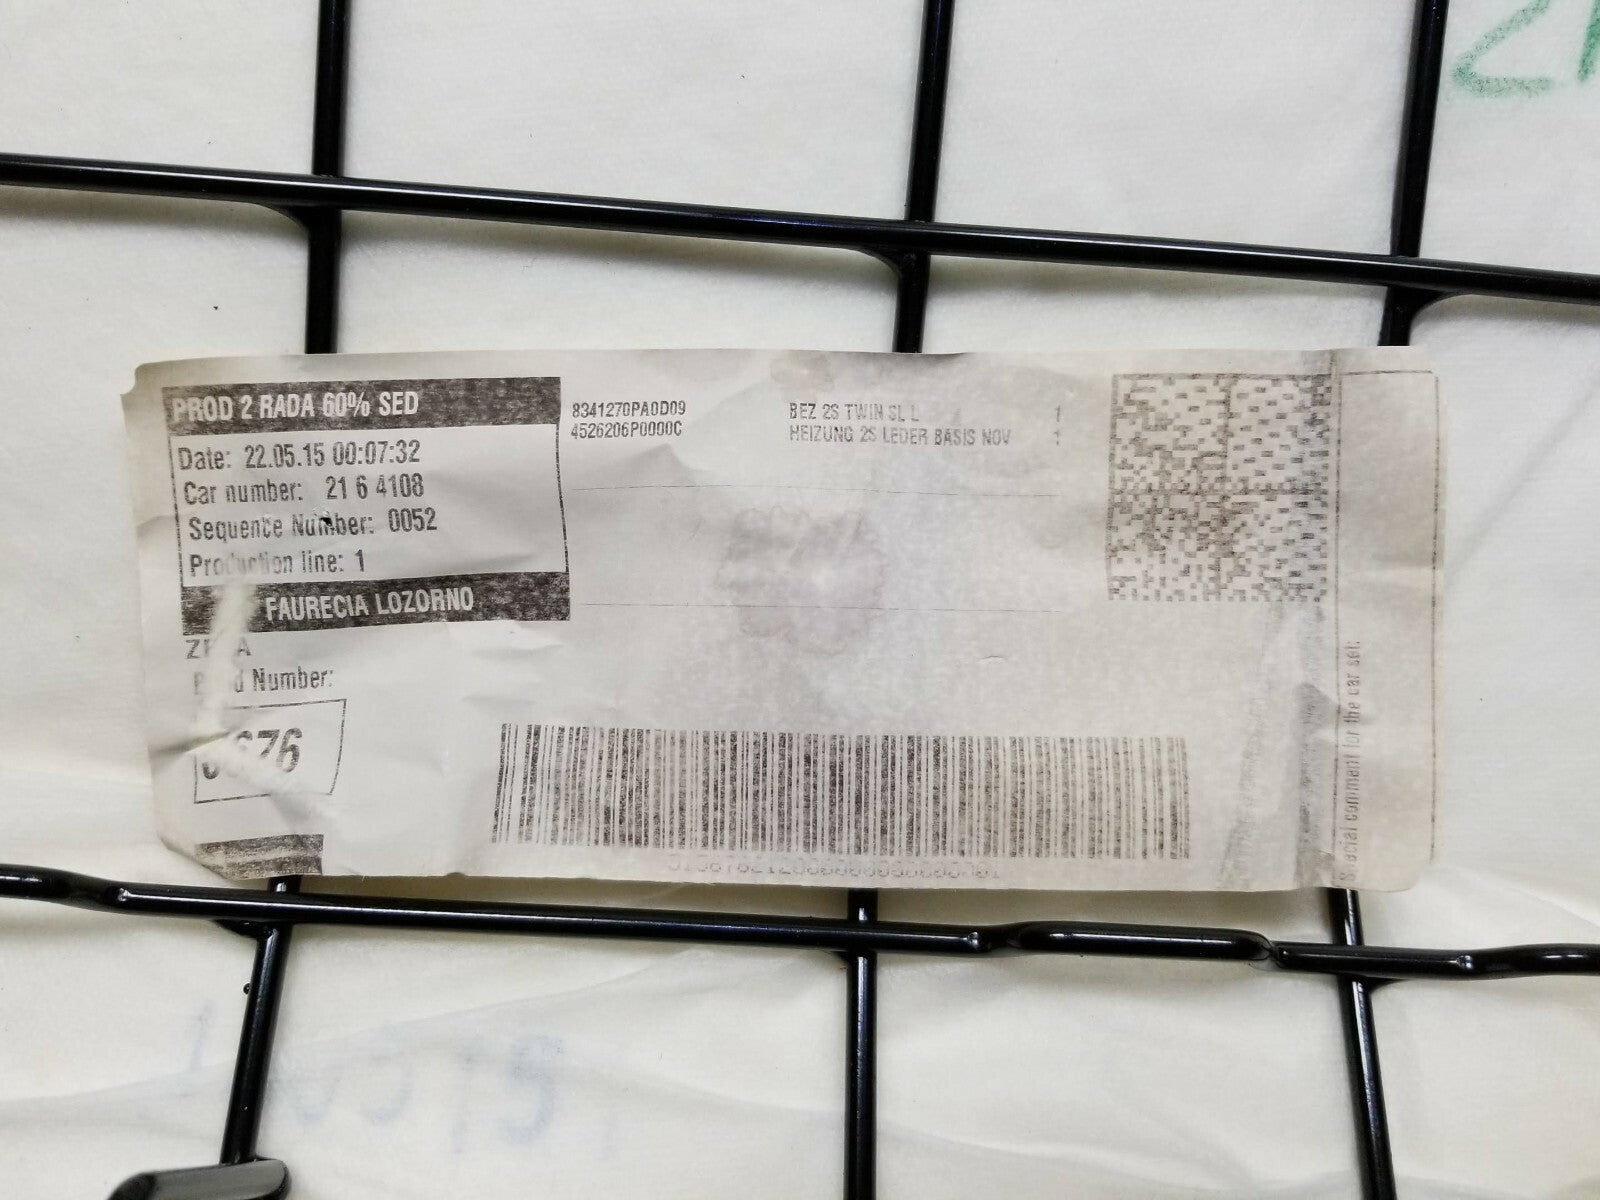 PROD 2 RADA 60% SED
Date: 22.05.15 00:07:32
Car number: 21 6 4108
Sequence Number: 0052
Production line: 1
FAURECIA LOZORNO
Number:
8341270PA0D09 BEZ 2S TWIN SL L 1
4526206P0000C HEIZUNG 2S LEDER BASIS NOV 1
Special comment for the car set: